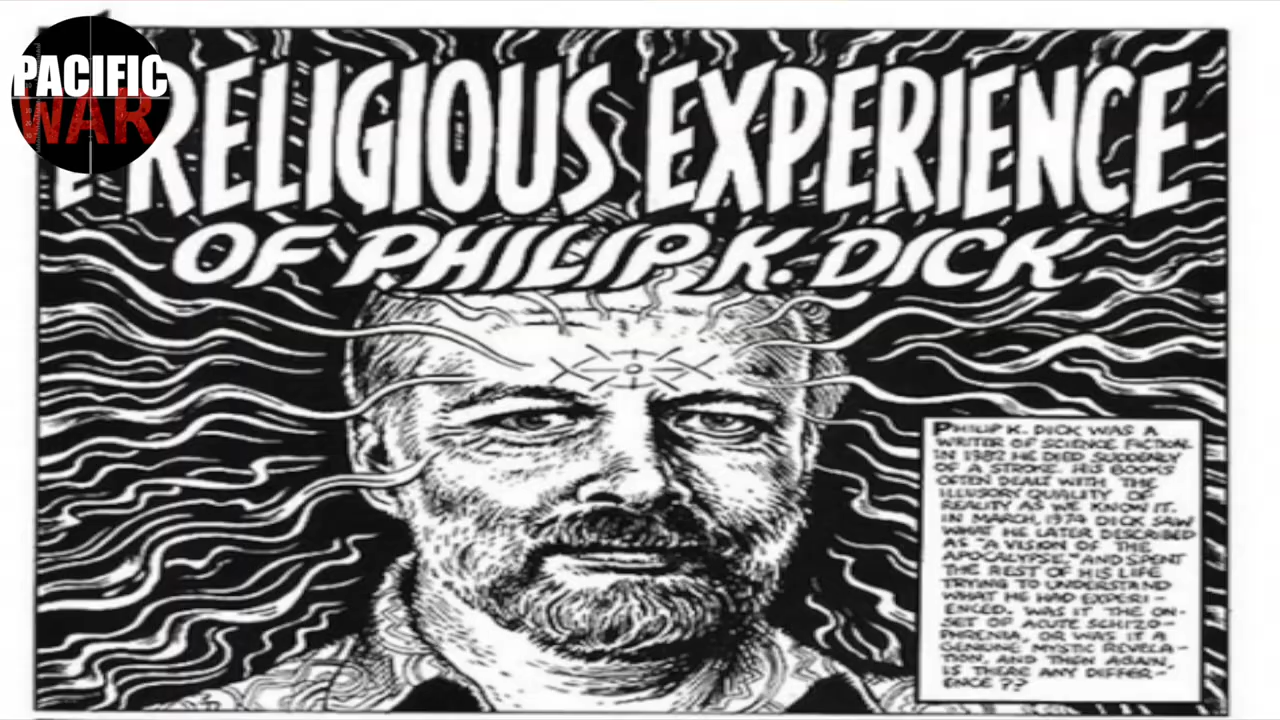 PACIFIC
WAR
E RELIGIOUS EXPERIENCE
OF PHILIP K. DICK
PHILIP K. DICK WAS A
WRITER OF SCIENCE FICTION.
IN 1982 HE DIED SUDDENLY
OF A STROKE. HIS BOOKS
OFTEN DEALT WITH THE
ILLUSORY QUALITY OF
REALITY AS WE KNOW IT.
IN MARCH, 1974 DICK SAW
WHAT HE LATER DESCRIBED
AS "A VISION OF THE
APOCALYPSE" AND SPENT
THE REST OF HIS LIFE
TRYING TO UNDERSTAND
WHAT HE HAD EXPERI-
ENCED. WAS IT THE ON-
SET OF ACUTE SCHIZO-
PHRENIA, OR WAS IT A
GENUINE MYSTIC REVELA-
TION, AND THEN AGAIN,
IS THERE ANY DIFFER-
ENCE ??